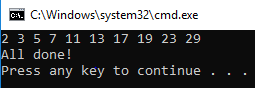 C:\Windows\system32\cmd.exe
2 3 5 7 11 13 17 19 23 29
All done!
Press any key to continue . . .